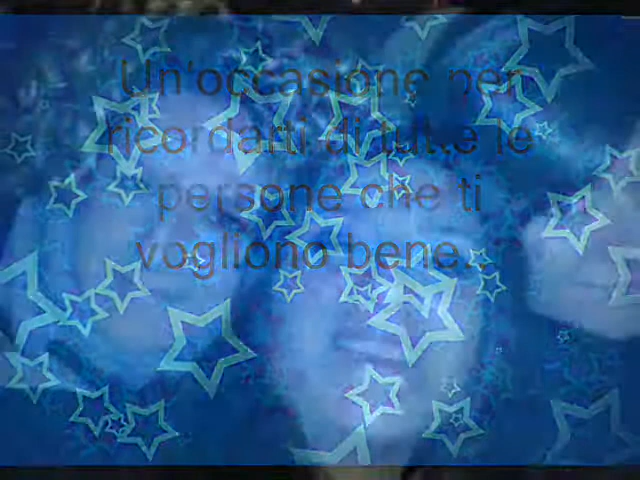 Un'occasione per
ricordarti di tutte le
persone che ti
vogliono bene...